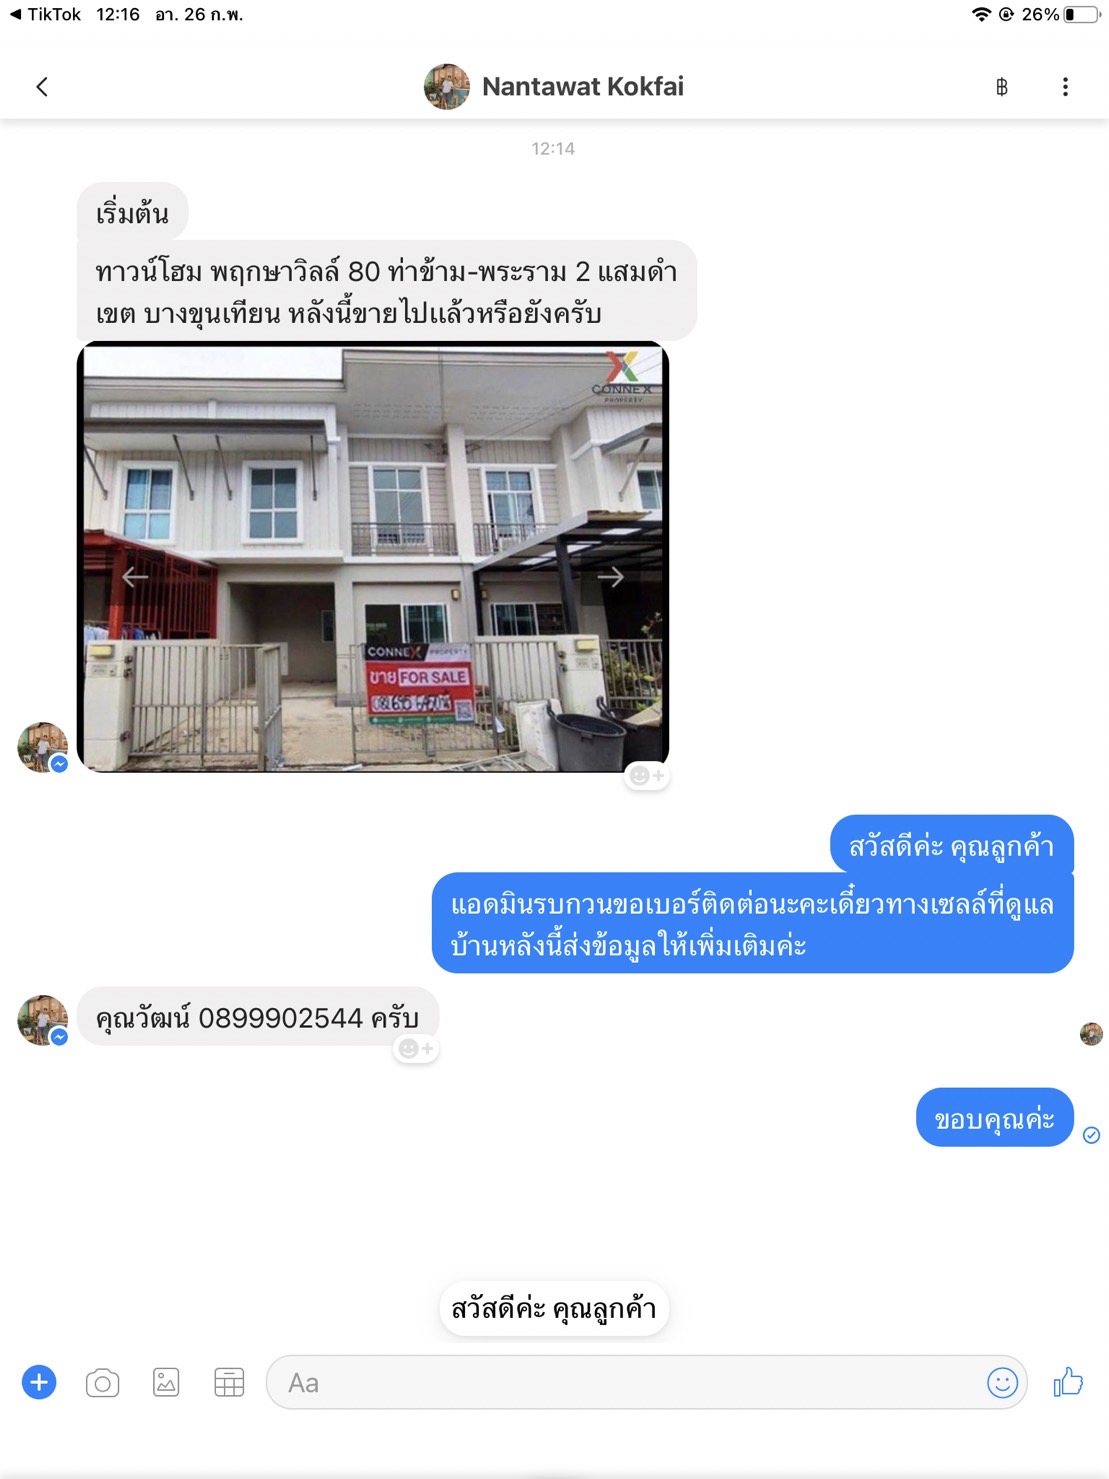 TikTok 12:16 อา. 26 ก.พ. 26%
Nantawat Kokfai ฿
12:14
เริ่มต้น
ทาวน์โฮม พฤกษาวิลล์ 80 ท่าข้าม-พระราม 2 แสมดำ
เขต บางขุนเทียน หลังนี้ขายไปแล้วหรือยังครับ
CONNEX
PROPERTY
CONNEX PROPERTY
ขาย FOR SALE
สวัสดีค่ะ คุณลูกค้า
แอดมินรบกวนขอเบอร์ติดต่อนะคะเดี๋ยวทางเซลล์ที่ดูแล
บ้านหลังนี้ส่งข้อมูลให้เพิ่มเติมค่ะ
คุณวัฒน์ 0899902544 ครับ
ขอบคุณค่ะ
สวัสดีค่ะ คุณลูกค้า
Aa